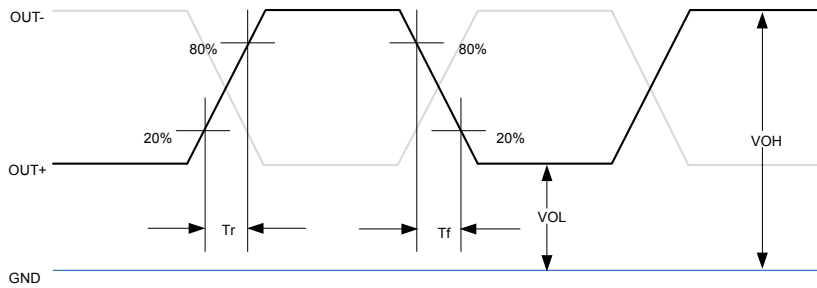 OUT-
80%
80%
20%
20%
OUT+
VOH
VOL
Tr
Tf
GND